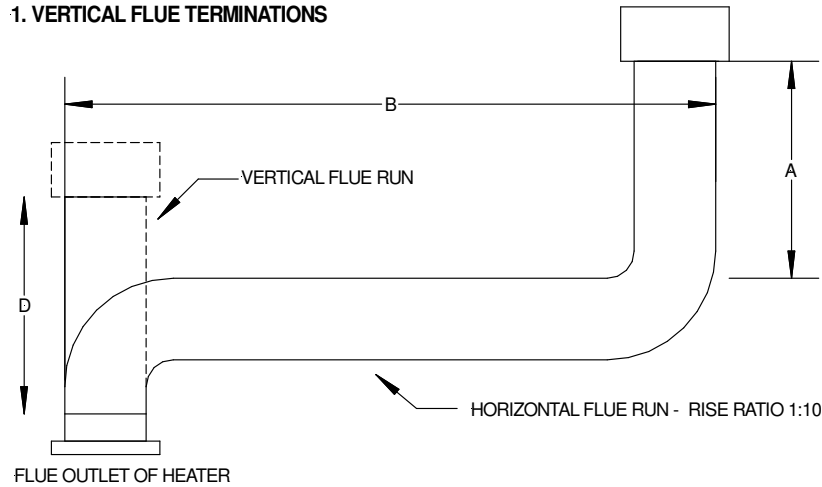 1. VERTICAL FLUE TERMINATIONS
B
A
VERTICAL FLUE RUN
D
HORIZONTAL FLUE RUN - RISE RATIO 1:10
FLUE OUTLET OF HEATER